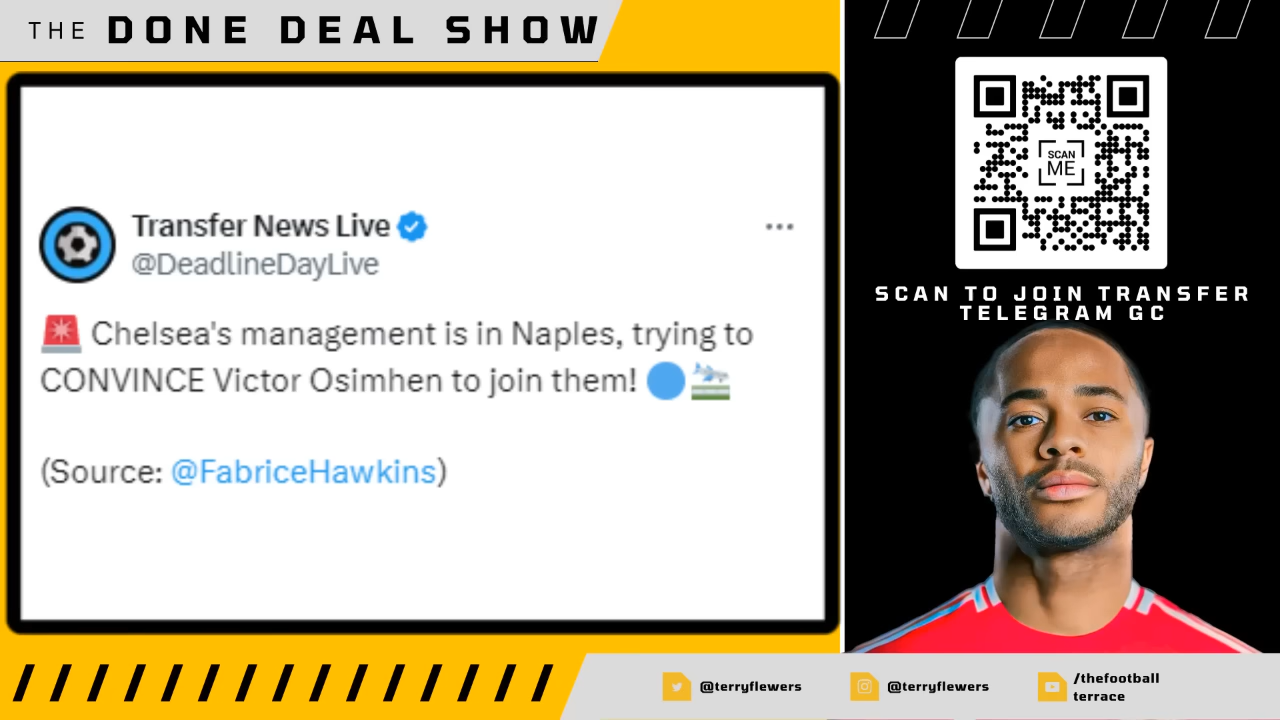 THE DONE DEAL SHOW
Transfer News Live
@DeadlineDayLive
Chelsea's management is in Naples, trying to
CONVINCE Victor Osimhen to join them!
(Source: @FabriceHawkins)
SCAN
ME
SCAN TO JOIN TRANSFER
TELEGRAM GC
@terryflewers
@terryflewers
/thefootball
terrace